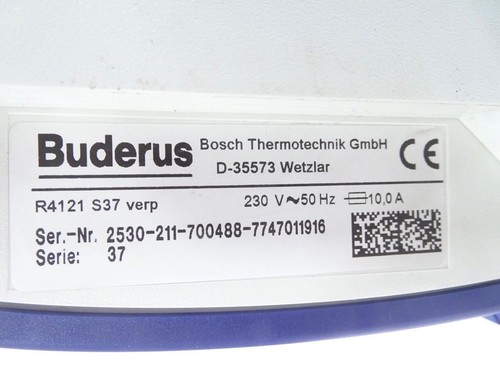 Buderus
Bosch Thermotechnik GmbH
D-35573 Wetzlar
CE
R4121 S37 verp 230 V~50 Hz 10,0 A
Ser.-Nr. 2530-211-700488-7747011916
Serie: 37